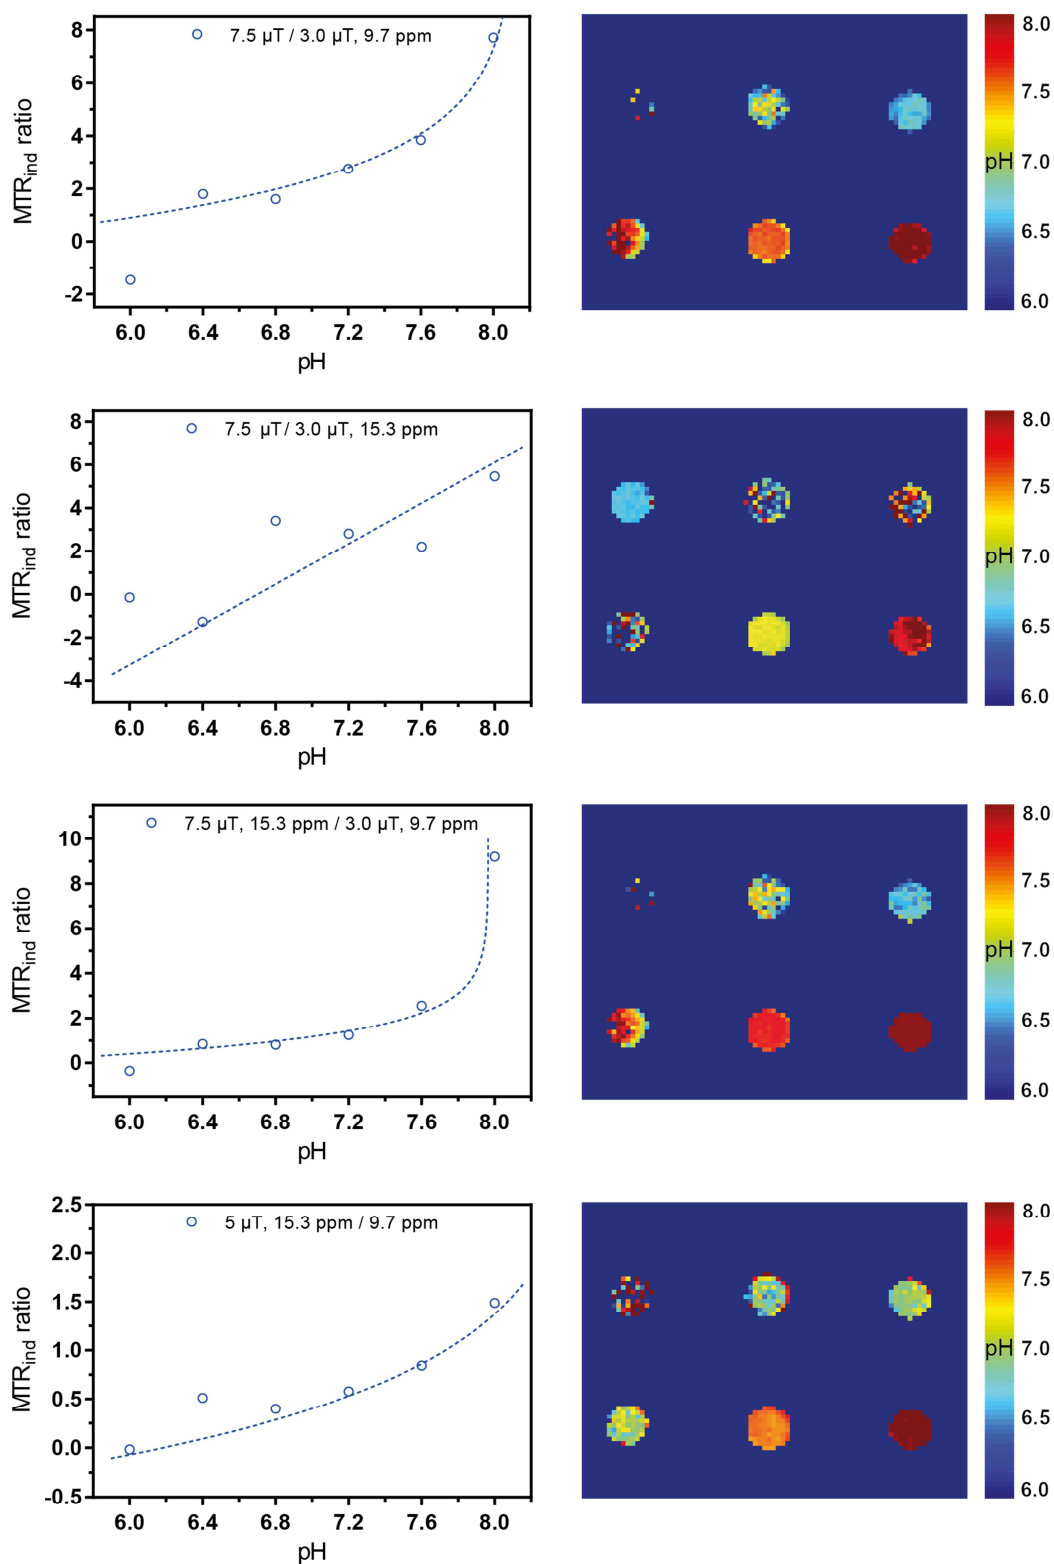 7.5 µT / 3.0 µT, 9.7 ppm
MTRind ratio
8
6
4
2
0
-2
6.0 6.4 6.8 7.2 7.6 8.0
pH
8.0
7.5
7.0
pH
6.5
6.0
7.5 µT / 3.0 µT, 15.3 ppm
MTRind ratio
8
6
4
2
0
-2
-4
6.0 6.4 6.8 7.2 7.6 8.0
pH
8.0
7.5
7.0
pH
6.5
6.0
7.5 µT, 15.3 ppm / 3.0 µT, 9.7 ppm
MTRind ratio
10
8
6
4
2
0
6.0 6.4 6.8 7.2 7.6 8.0
pH
8.0
7.5
7.0
pH
6.5
6.0
5 µT, 15.3 ppm / 9.7 ppm
MTRind ratio
2.5
2.0
1.5
1.0
0.5
0.0
-0.5
6.0 6.4 6.8 7.2 7.6 8.0
pH
8.0
7.5
7.0
pH
6.5
6.0